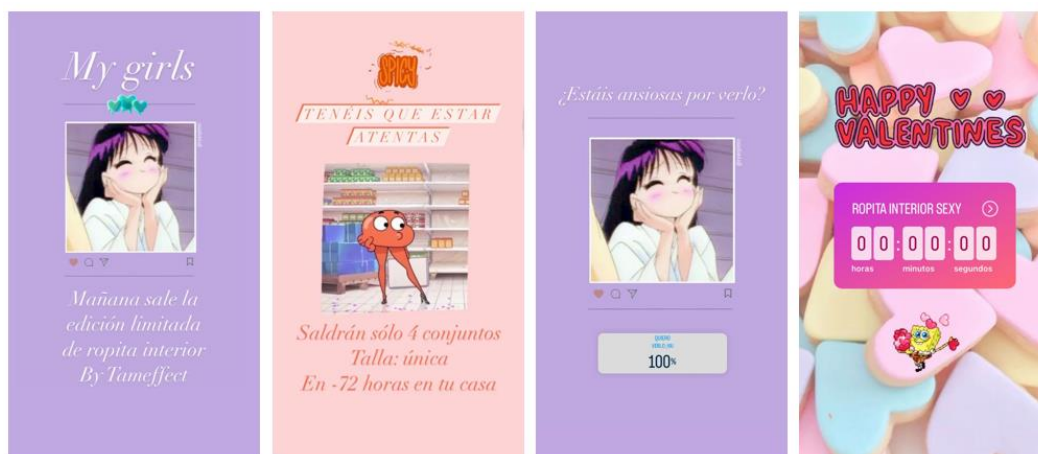 My girls
Mañana sale la
edición limitada
de ropita interior
By Tameffect
SPICY
TENÉIS QUE ESTAR
ATENTAS
Saldrán sólo 4 conjuntos
Talla: única
En -72 horas en tu casa
¿Estáis ansiosas por verlo?
100%
HAPPY
VALENTINES
ROPITA INTERIOR SEXY
00:00:00
horas minutos segundos